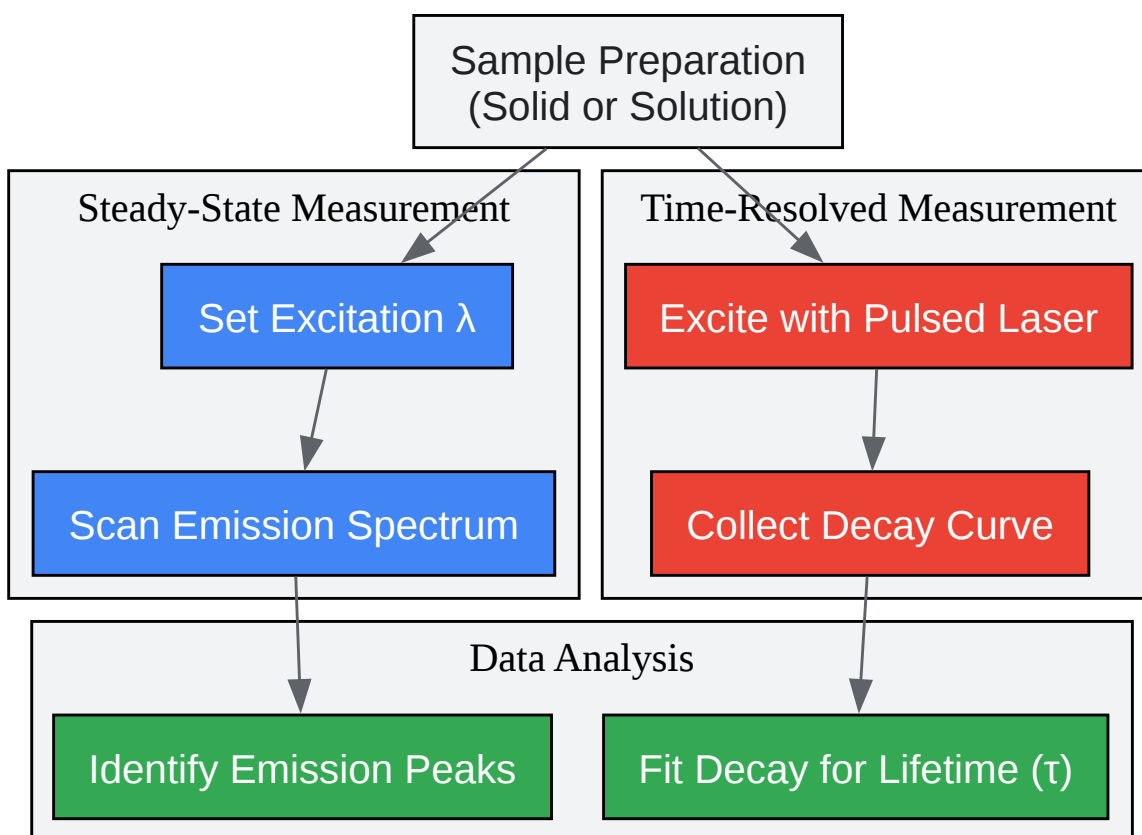 Sample Preparation
(Solid or Solution)
Steady-State Measurement
Set Excitation λ
Scan Emission Spectrum
Time-Resolved Measurement
Excite with Pulsed Laser
Collect Decay Curve
Data Analysis
Identify Emission Peaks
Fit Decay for Lifetime (τ)